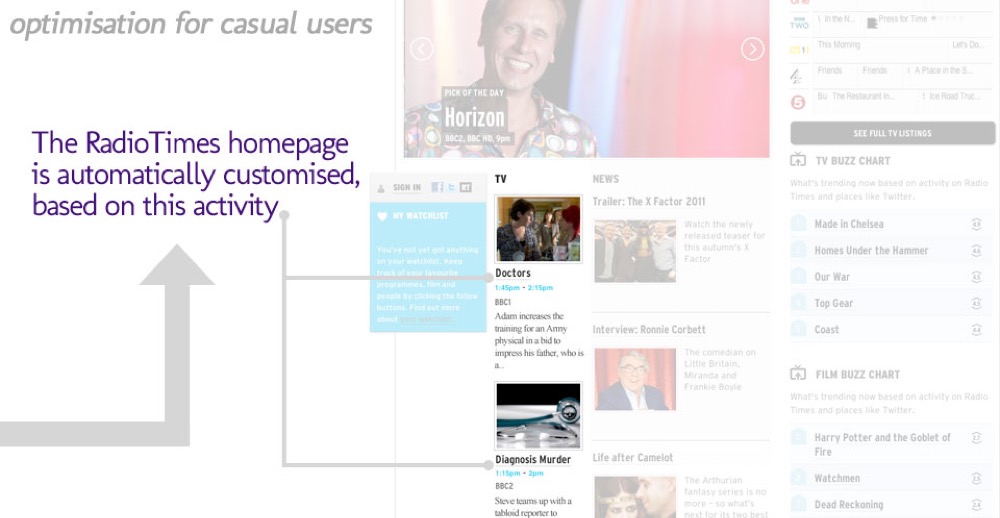 optimisation for casual users
The RadioTimes homepage
is automatically customised,
based on this activity
PICK OF THE DAY
Horizon
BBC2, BBC HD, 9pm
SIGN IN
MY WATCHLIST
You've not yet got anything
on your watchlist. Keep
track of your favourite
programmes, film and
people by clicking the follow
buttons. Find out more
about
TV
Doctors
1:45pm • 2:15pm
BBC1
Adam increases the
training for an Army
physical in a bid to
impress his father, who is
a..
Diagnosis Murder
1:15pm • 2pm
BBC2
Steve teams up with a
tabloid reporter to
NEWS
Trailer: The X Factor 2011
Watch the newly
released teaser for
this autumn's X
Factor
Interview: Ronnie Corbett
The comedian on
Little Britain,
Miranda and
Frankie Boyle
Life after Camelot
The Arthurian
fantasy series is no
more – so what's
next for its two best
one
TWO In the N... Press for Time
This Morning Let's Do...
4 Friends Friends A Place in the S...
5 Bu The Restaurant In... Ice Road Truc...
SEE FULL TV LISTINGS
TV BUZZ CHART
What's trending now based on activity on Radio
Times and places like Twitter.
Made in Chelsea
Homes Under the Hammer
Our War
Top Gear
Coast
FILM BUZZ CHART
What's trending now based on activity on Radio
Times and places like Twitter.
Harry Potter and the Goblet of
Fire
Watchmen
Dead Reckoning